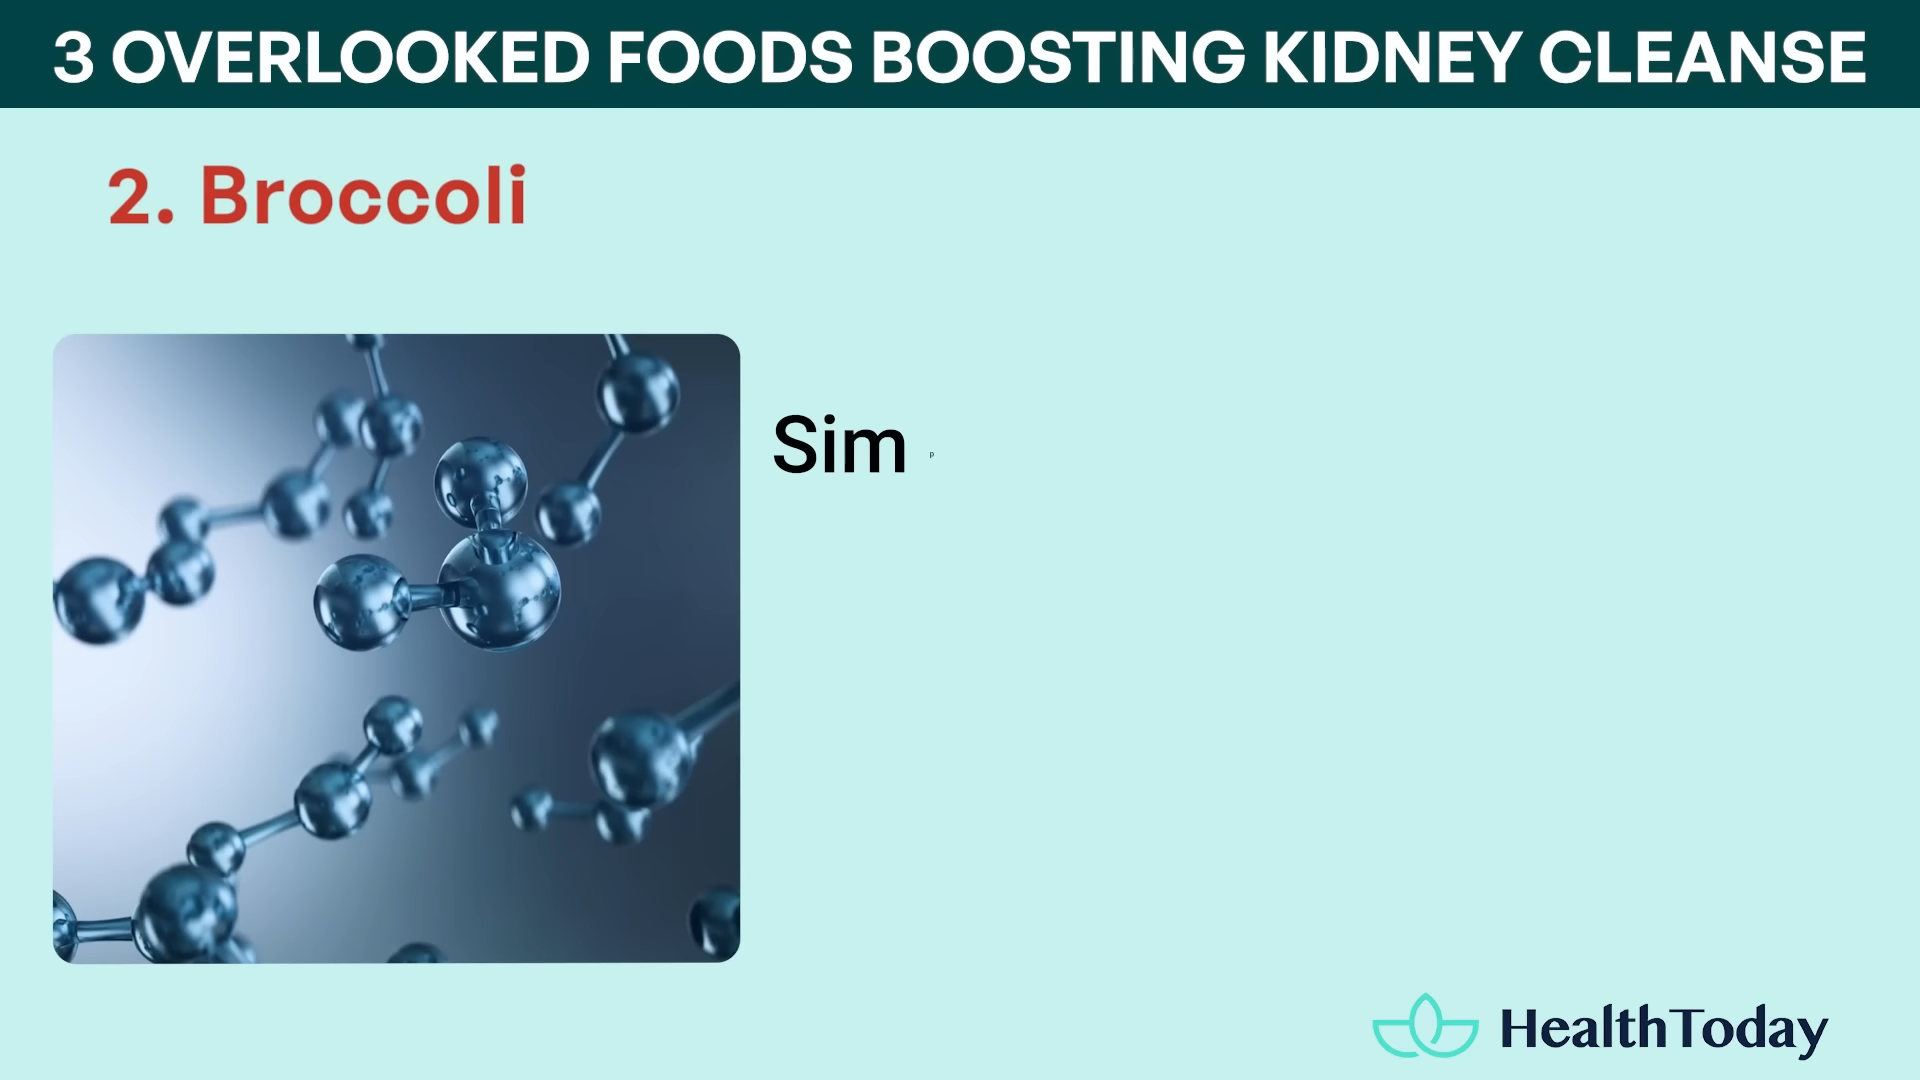 3 OVERLOOKED FOODS BOOSTING KIDNEY CLEANSE
2. Broccoli
Sim p
HealthToday